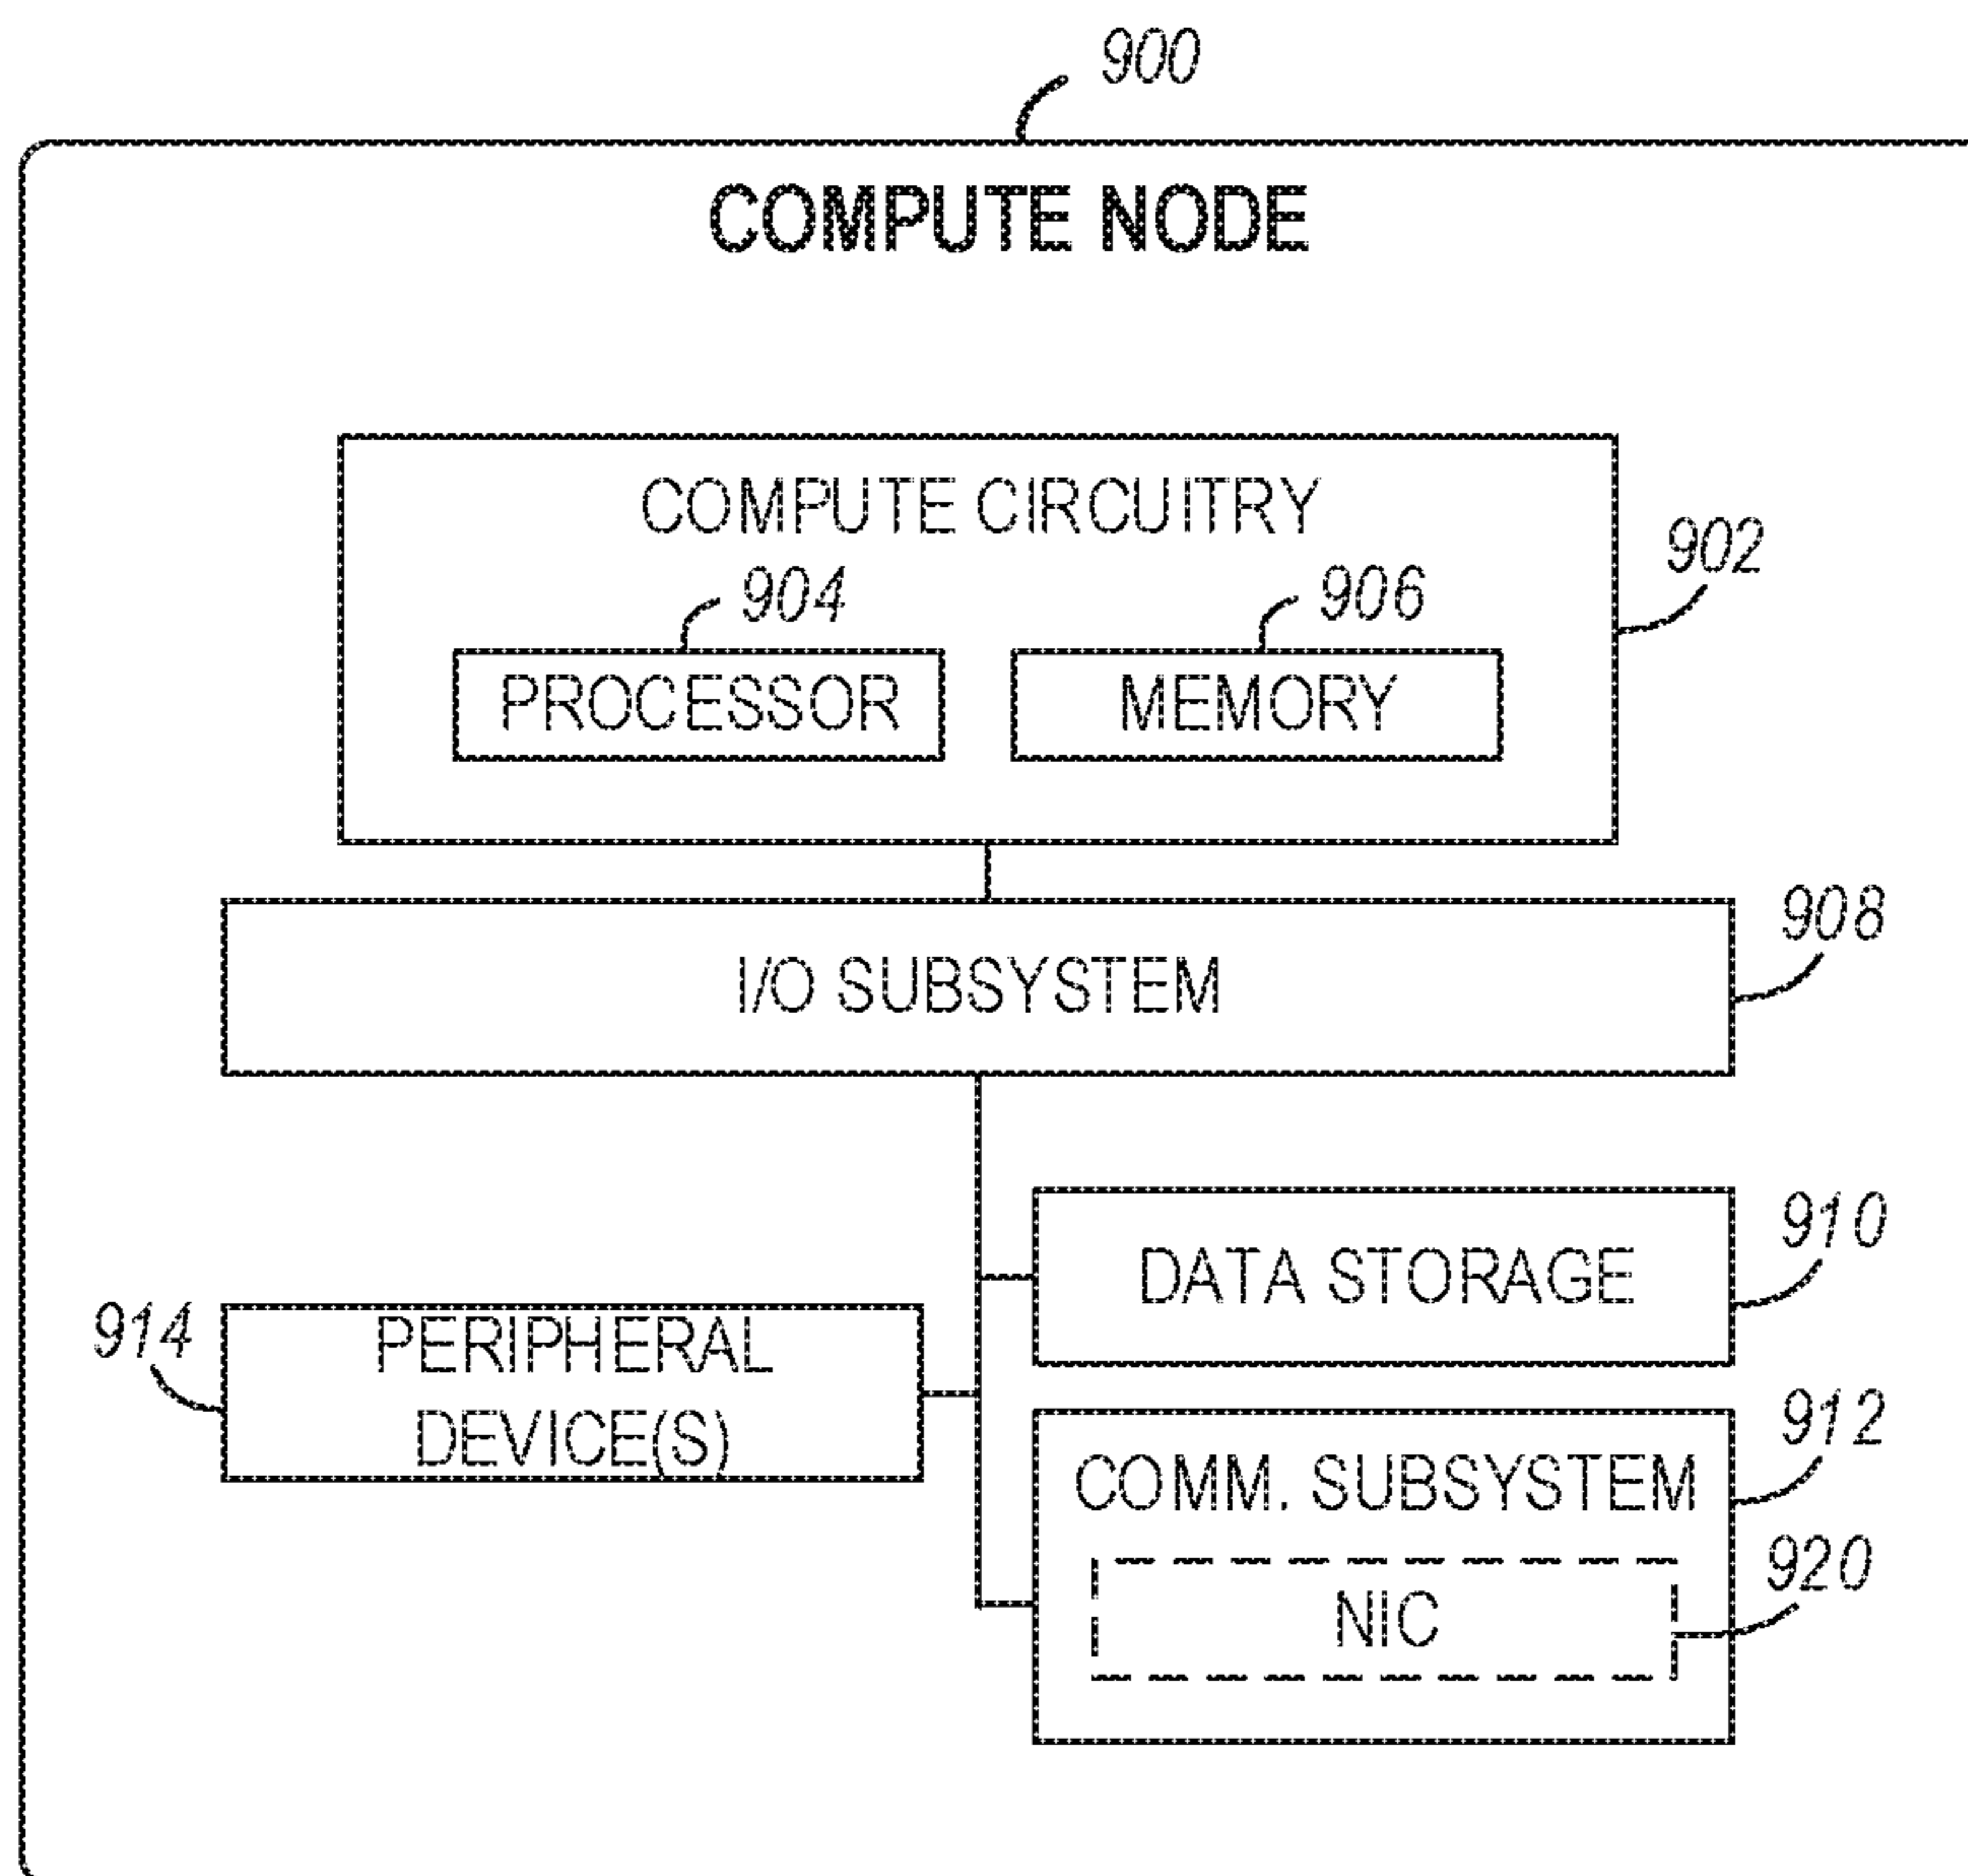 900
COMPUTE NODE
COMPUTE CIRCUITRY
902
904
906
PROCESSOR
MEMORY
908
I/O SUBSYSTEM
910
DATA STORAGE
914
PERIPHERAL
DEVICE(S)
912
COMM. SUBSYSTEM
920
NIC